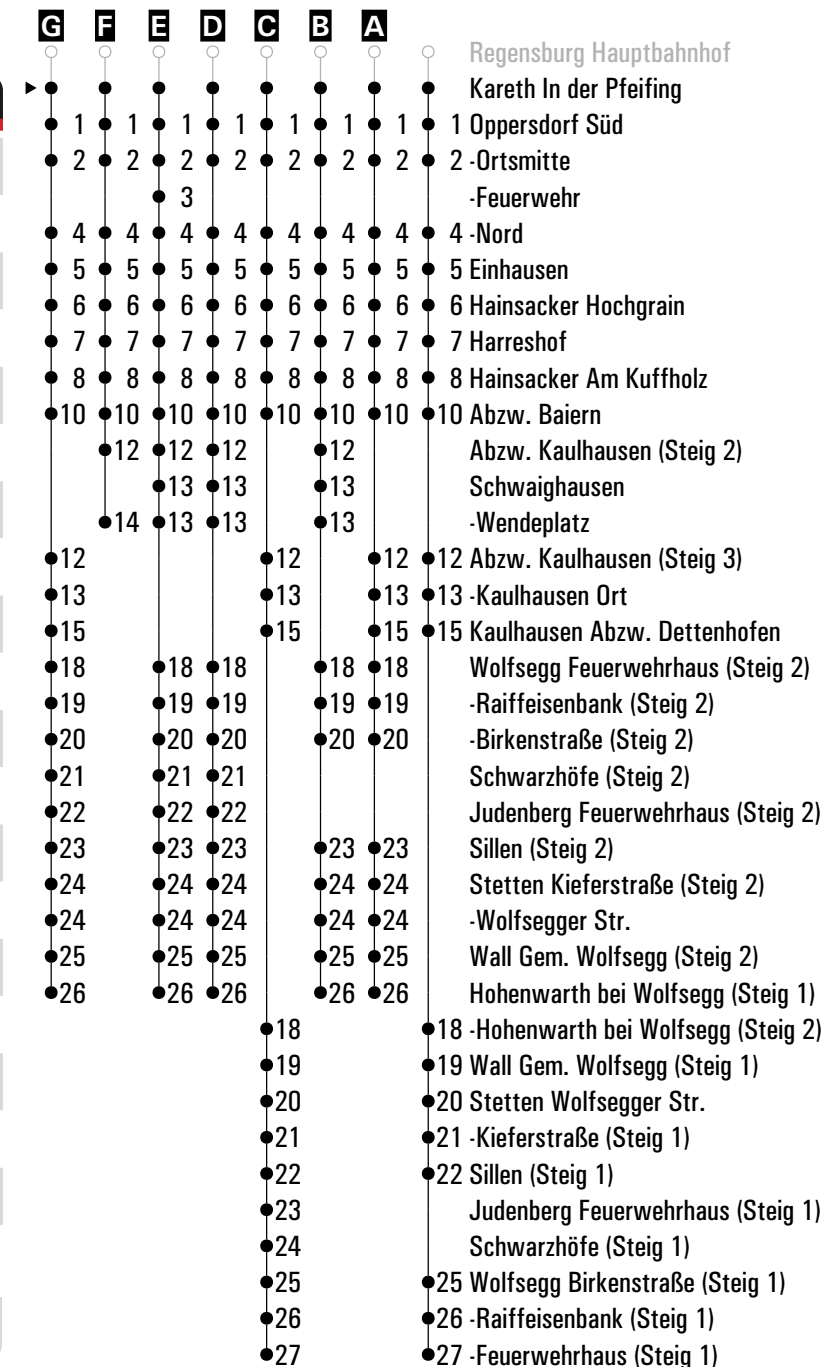 G F E D C B A
Regensburg Hauptbahnhof
Kareth In der Pfeifing
1 1 1 1 1 1 1 1 Oppersdorf Süd
2 2 2 2 2 2 2 2 -Ortsmitte
3 -Feuerwehr
4 4 4 4 4 4 4 4 -Nord
5 5 5 5 5 5 5 5 Einhausen
6 6 6 6 6 6 6 6 Hainsacker Hochgrain
7 7 7 7 7 7 7 7 Harreshof
8 8 8 8 8 8 8 8 Hainsacker Am Kuffholz
10 10 10 10 10 10 10 10 Abzw. Baiern
12 12 12 12 Abzw. Kaulhausen (Steig 2)
13 13 13 Schwaighausen
14 13 13 13 -Wendeplatz
12 12 12 12 Abzw. Kaulhausen (Steig 3)
13 13 13 13 -Kaulhausen Ort
15 15 15 15 Kaulhausen Abzw. Dettenhofen
18 18 18 18 18 Wolfsegg Feuerwehrhaus (Steig 2)
19 19 19 19 19 -Raiffeisenbank (Steig 2)
20 20 20 20 20 -Birkenstraße (Steig 2)
21 21 21 Schwarzhöfe (Steig 2)
22 22 22 Judenberg Feuerwehrhaus (Steig 2)
23 23 23 23 23 Sillen (Steig 2)
24 24 24 24 24 Stetten Kieferstraße (Steig 2)
24 24 24 24 24 -Wolfsegger Str.
25 25 25 25 25 Wall Gem. Wolfsegg (Steig 2)
26 26 26 26 26 Hohenwarth bei Wolfsegg (Steig 1)
18 18 -Hohenwarth bei Wolfsegg (Steig 2)
19 19 Wall Gem. Wolfsegg (Steig 1)
20 20 Stetten Wolfsegger Str.
21 21 -Kieferstraße (Steig 1)
22 22 Sillen (Steig 1)
23 Judenberg Feuerwehrhaus (Steig 1)
24 Schwarzhöfe (Steig 1)
25 25 Wolfsegg Birkenstraße (Steig 1)
26 26 -Raiffeisenbank (Steig 1)
27 27 -Feuerwehrhaus (Steig 1)